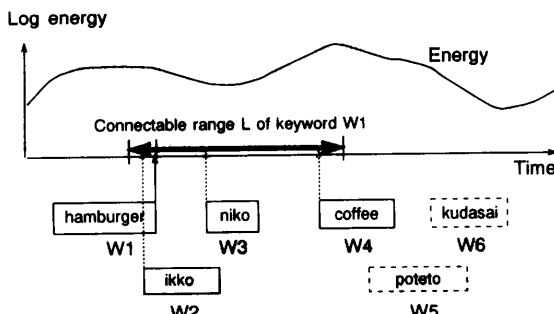 Log energy
Energy
Connectable range L of keyword W1
Time
hamburger niko coffee kudasai
W1 W3 W4 W6
ikko poteto
W2 W5